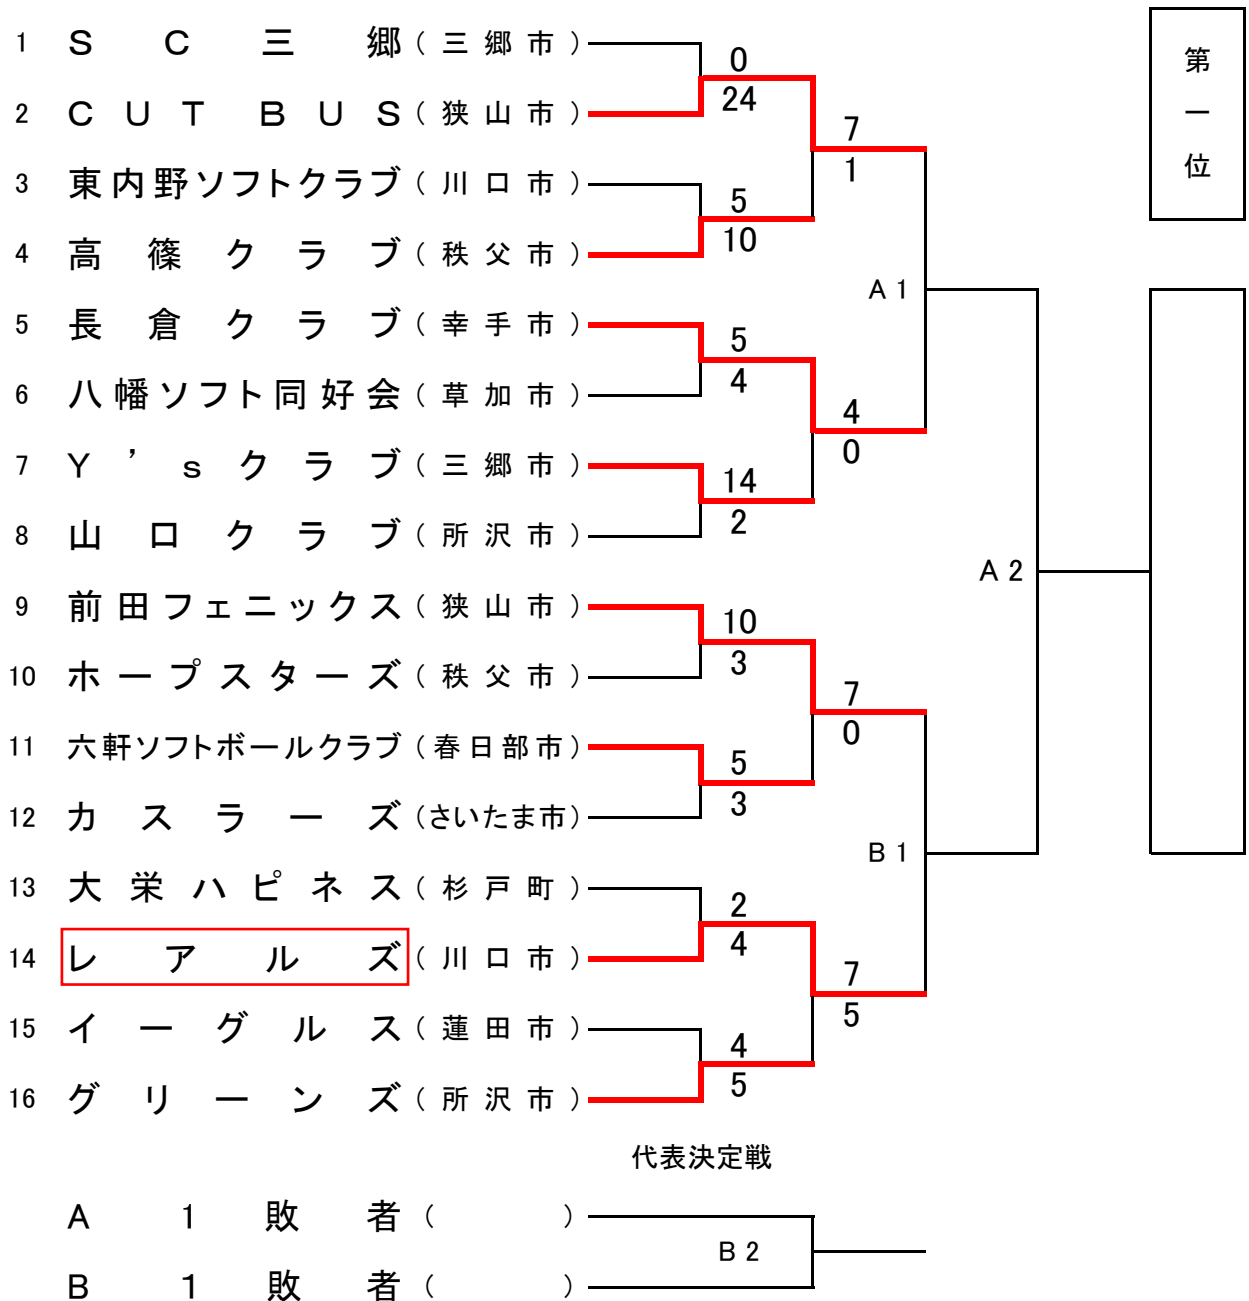 1 ＳＣ三郷（三郷市）
0
2 ＣＵＴ ＢＵＳ（狭山市）
24
7
3 東内野ソフトクラブ（川口市）
1
5
4 高篠クラブ（秩父市）
10
Ａ１
5 長倉クラブ（幸手市）
5
6 八幡ソフト同好会（草加市）
4
4
7 Ｙ’ｓクラブ（三郷市）
0
14
8 山口クラブ（所沢市）
2
Ａ２
9 前田フェニックス（狭山市）
10
10 ホープスターズ（秩父市）
3
7
11 六軒ソフトボールクラブ（春日部市）
0
5
12 カスラーズ（さいたま市）
3
Ｂ１
13 大栄ハピネス（杉戸町）
2
14 レアルズ（川口市）
4
7
15 イーグルス（蓮田市）
5
4
16 グリーンズ（所沢市）
5
第一位
代表決定戦
Ａ１敗者（　　）
Ｂ２
Ｂ１敗者（　　）